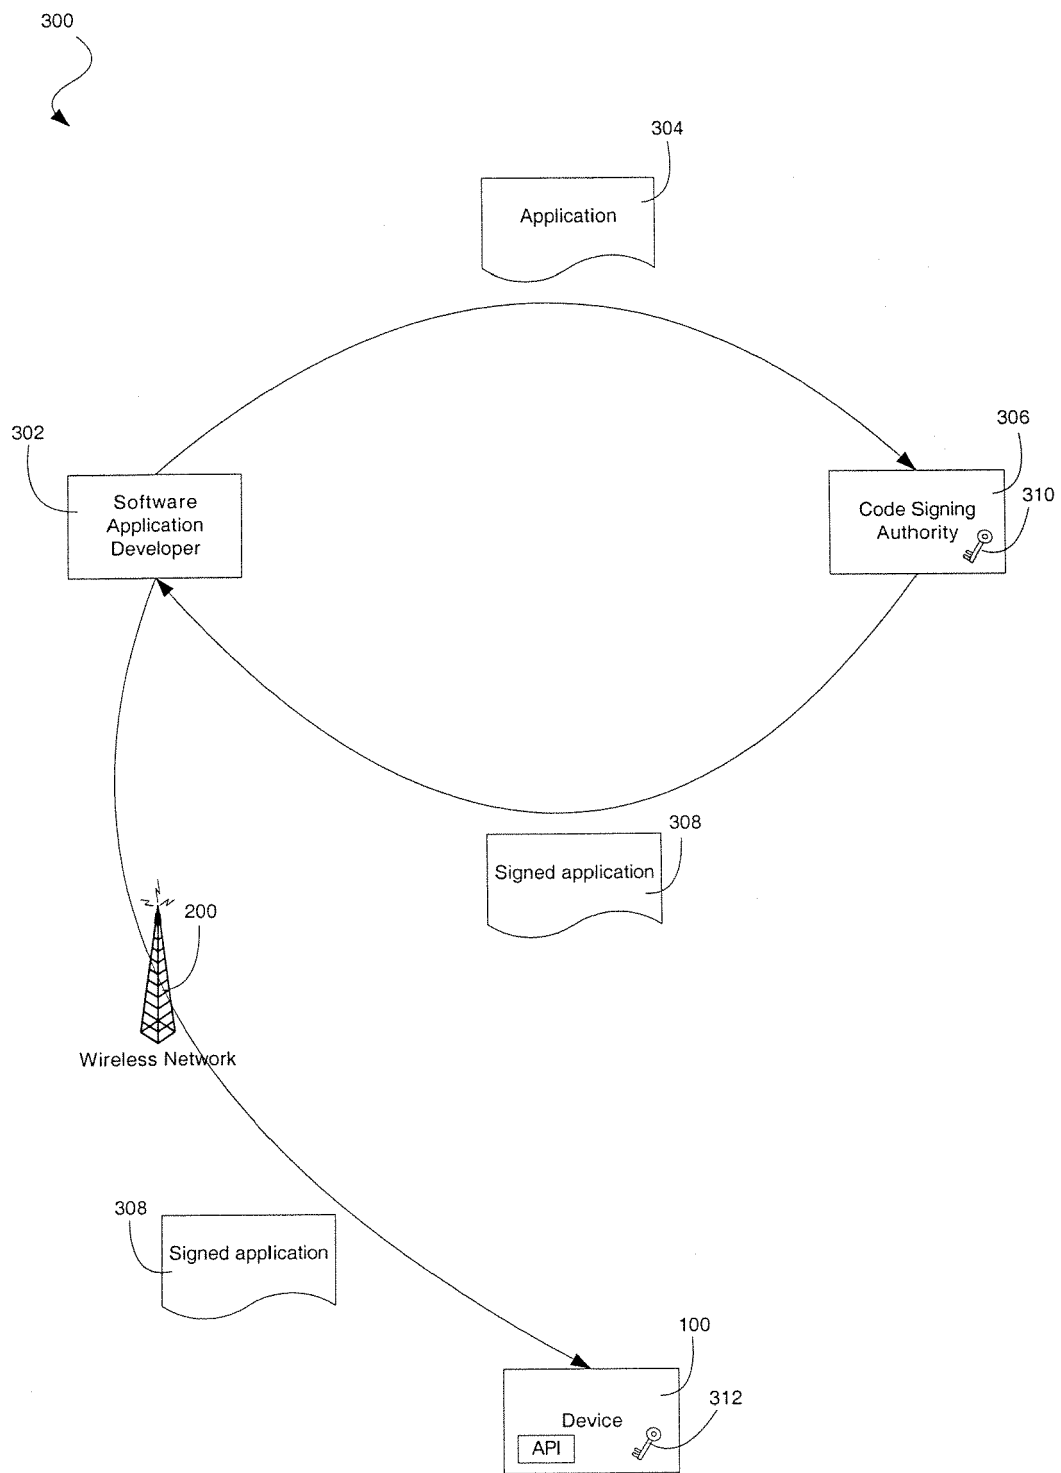 300
304
Application
302
306
Software
Application
Developer
Code Signing
Authority
310
308
Signed application
200
Wireless Network
308
Signed application
100
312
Device
API